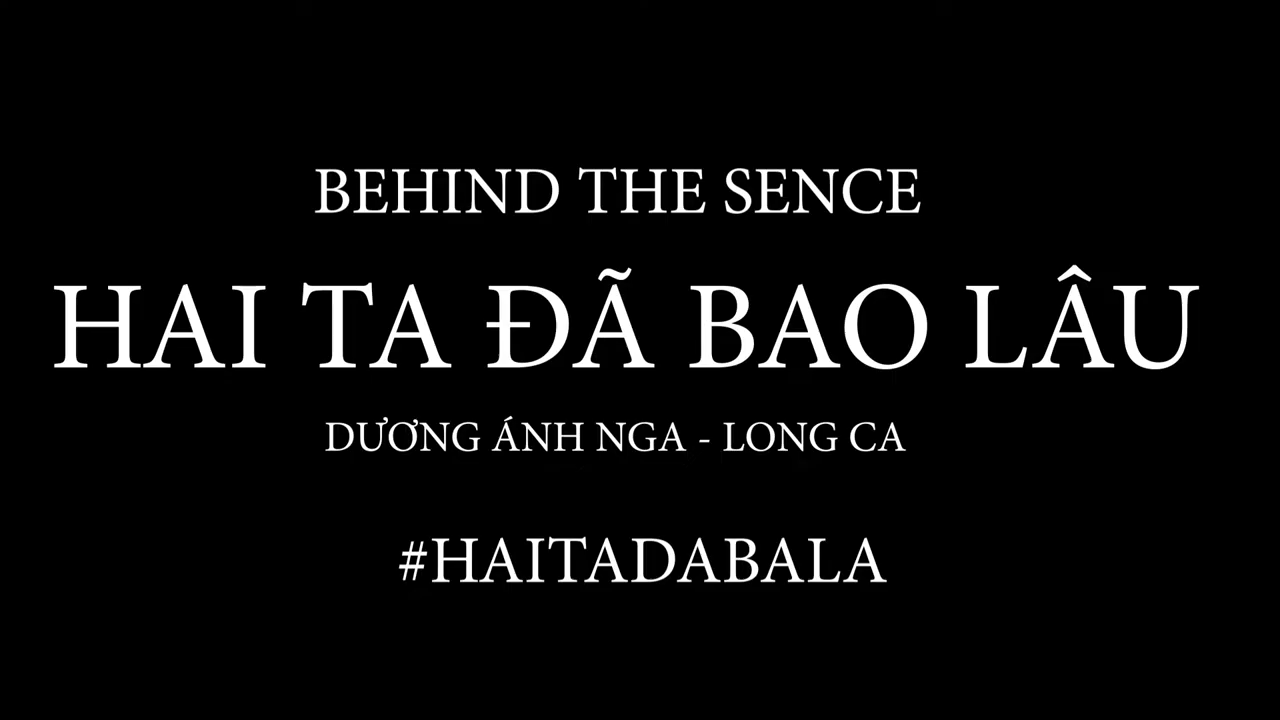 BEHIND THE SENCE
HAI TA ĐÃ BAO LÂU
DƯƠNG ÁNH NGA - LONG CA
#HAITADABALA